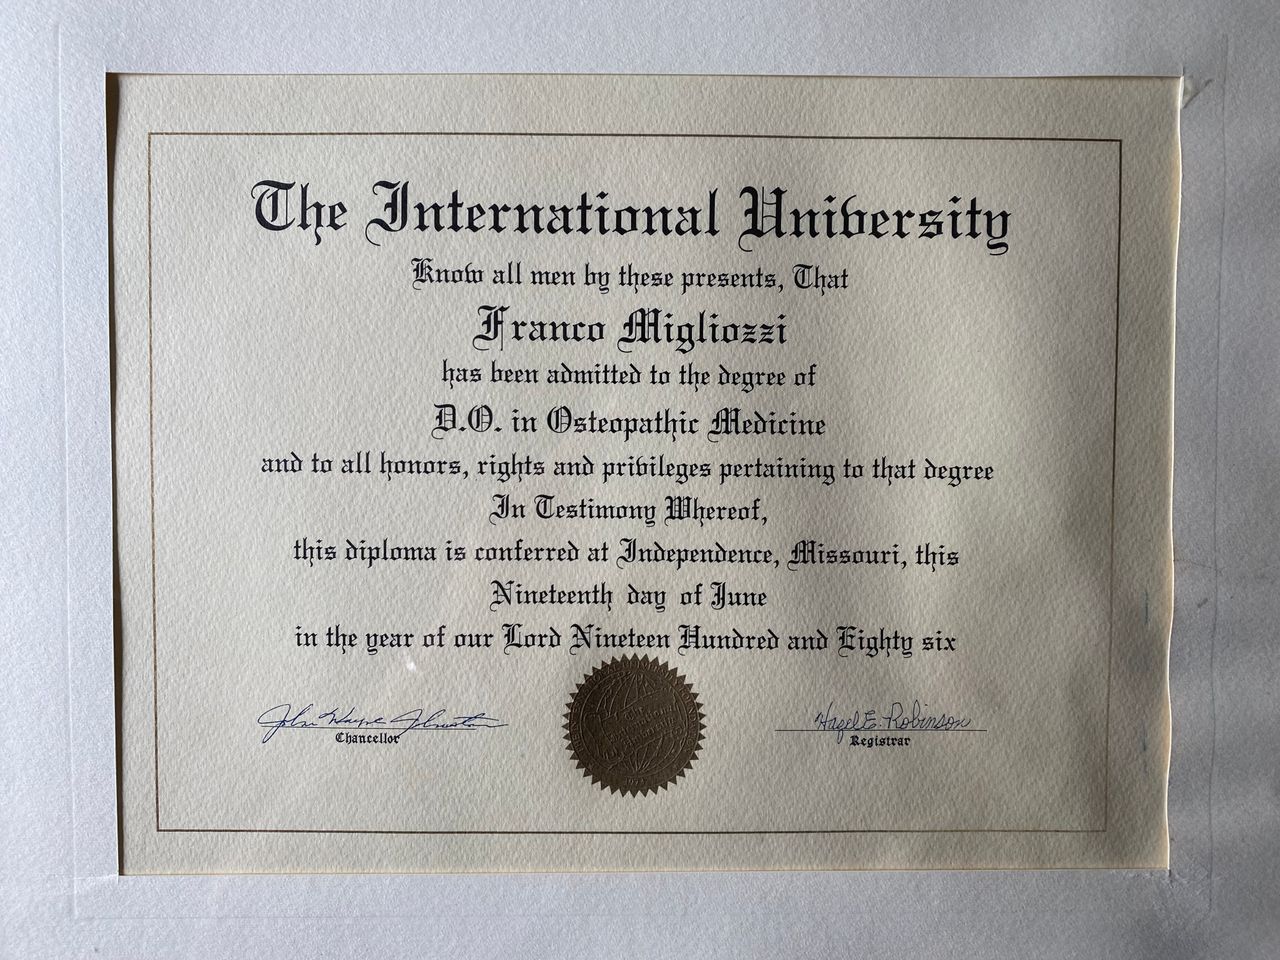 The International University
Know all men by these presents, That
Franco Migliozzi
has been admitted to the degree of
D.O. in Osteopathic Medicine
and to all honors, rights and privileges pertaining to that degree
In Testimony Whereof,
this diploma is conferred at Independence, Missouri, this
Nineteenth day of June
in the year of our Lord Nineteen Hundred and Eighty six
John Wayne Johnston
Chancellor
Hazel E. Robinson
Registrar